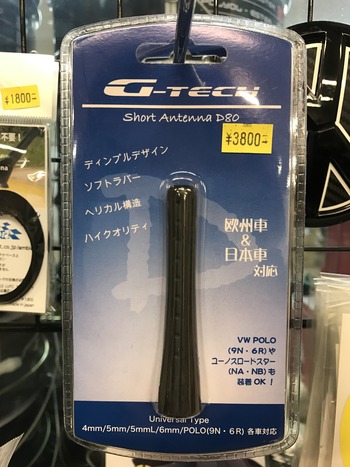 ¥1800
G-TECH
Short Antenna D80
¥3800
ディンプルデザイン
ソフトラバー
ヘリカル構造
ハイクオリティ
欧州車
&
日本車
対応
VW POLO
(9N・6R)や
ユーノスロードスター
(NA・NB)も
装着OK!
Universal Type
4mm/5mm/5mmL/6mm/POLO(9N・6R) 各車対応